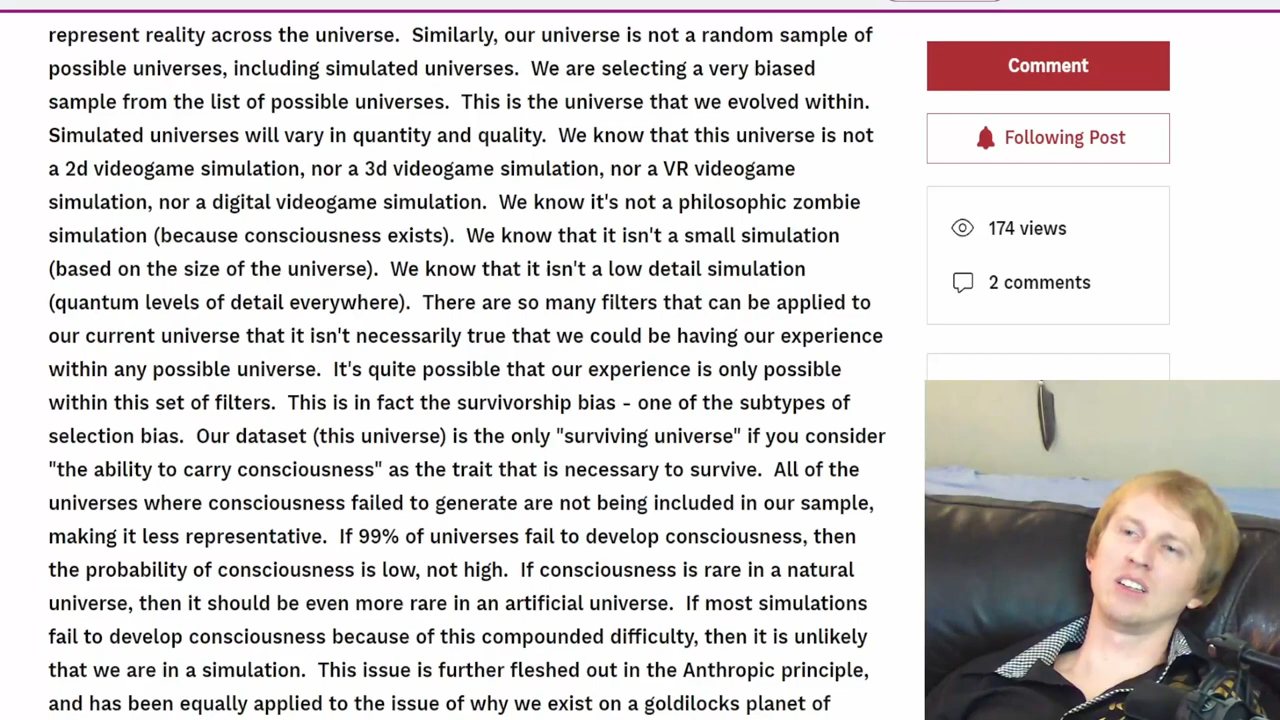 represent reality across the universe.  Similarly, our universe is not a random sample of
possible universes, including simulated universes.  We are selecting a very biased
sample from the list of possible universes.  This is the universe that we evolved within.
Simulated universes will vary in quantity and quality.  We know that this universe is not
a 2d videogame simulation, nor a 3d videogame simulation, nor a VR videogame
simulation, nor a digital videogame simulation.  We know it's not a philosophic zombie
simulation (because consciousness exists).  We know that it isn't a small simulation
(based on the size of the universe).  We know that it isn't a low detail simulation
(quantum levels of detail everywhere).  There are so many filters that can be applied to
our current universe that it isn't necessarily true that we could be having our experience
within any possible universe.  It's quite possible that our experience is only possible
within this set of filters.  This is in fact the survivorship bias - one of the subtypes of
selection bias.  Our dataset (this universe) is the only "surviving universe" if you consider
"the ability to carry consciousness" as the trait that is necessary to survive.  All of the
universes where consciousness failed to generate are not being included in our sample,
making it less representative.  If 99% of universes fail to develop consciousness, then
the probability of consciousness is low, not high.  If consciousness is rare in a natural
universe, then it should be even more rare in an artificial universe.  If most simulations
fail to develop consciousness because of this compounded difficulty, then it is unlikely
that we are in a simulation.  This issue is further fleshed out in the Anthropic principle,
and has been equally applied to the issue of why we exist on a goldilocks planet of
Comment
Following Post
174 views
2 comments